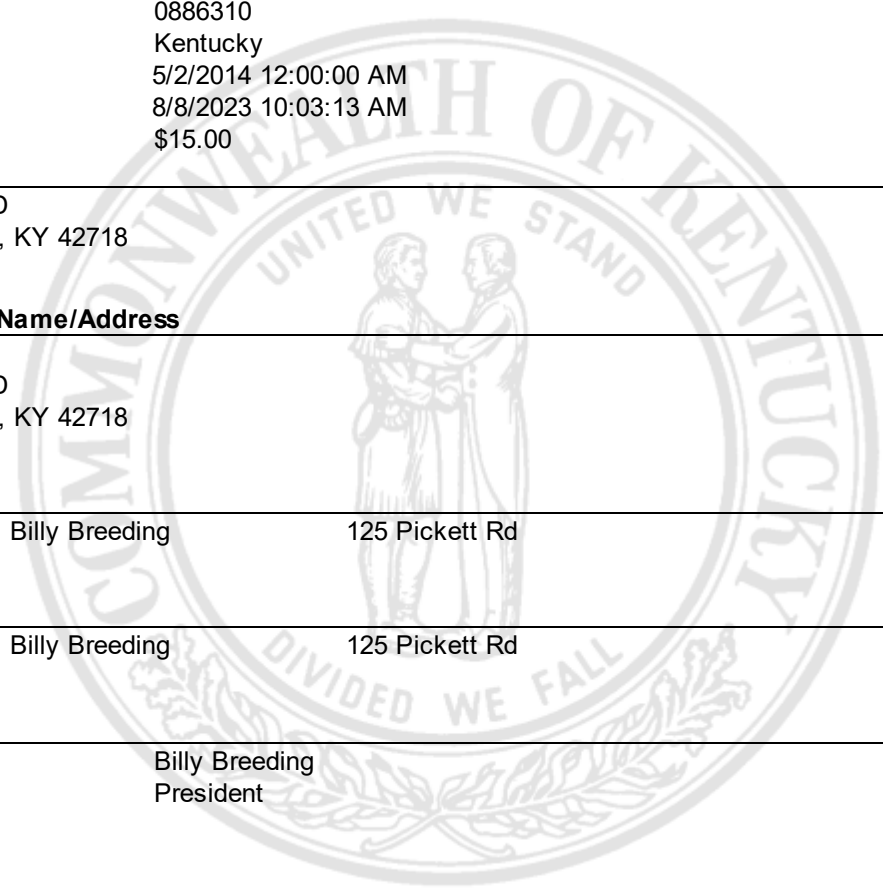 0886310
Kentucky
5/2/2014 12:00:00 AM
8/8/2023 10:03:13 AM
$15.00
COMMONWEALTH OF KENTUCKY
UNITED WE STAND
DIVIDED WE FALL
, KY 42718
Name/Address
, KY 42718
Billy Breeding 125 Pickett Rd
Billy Breeding 125 Pickett Rd
Billy Breeding
President